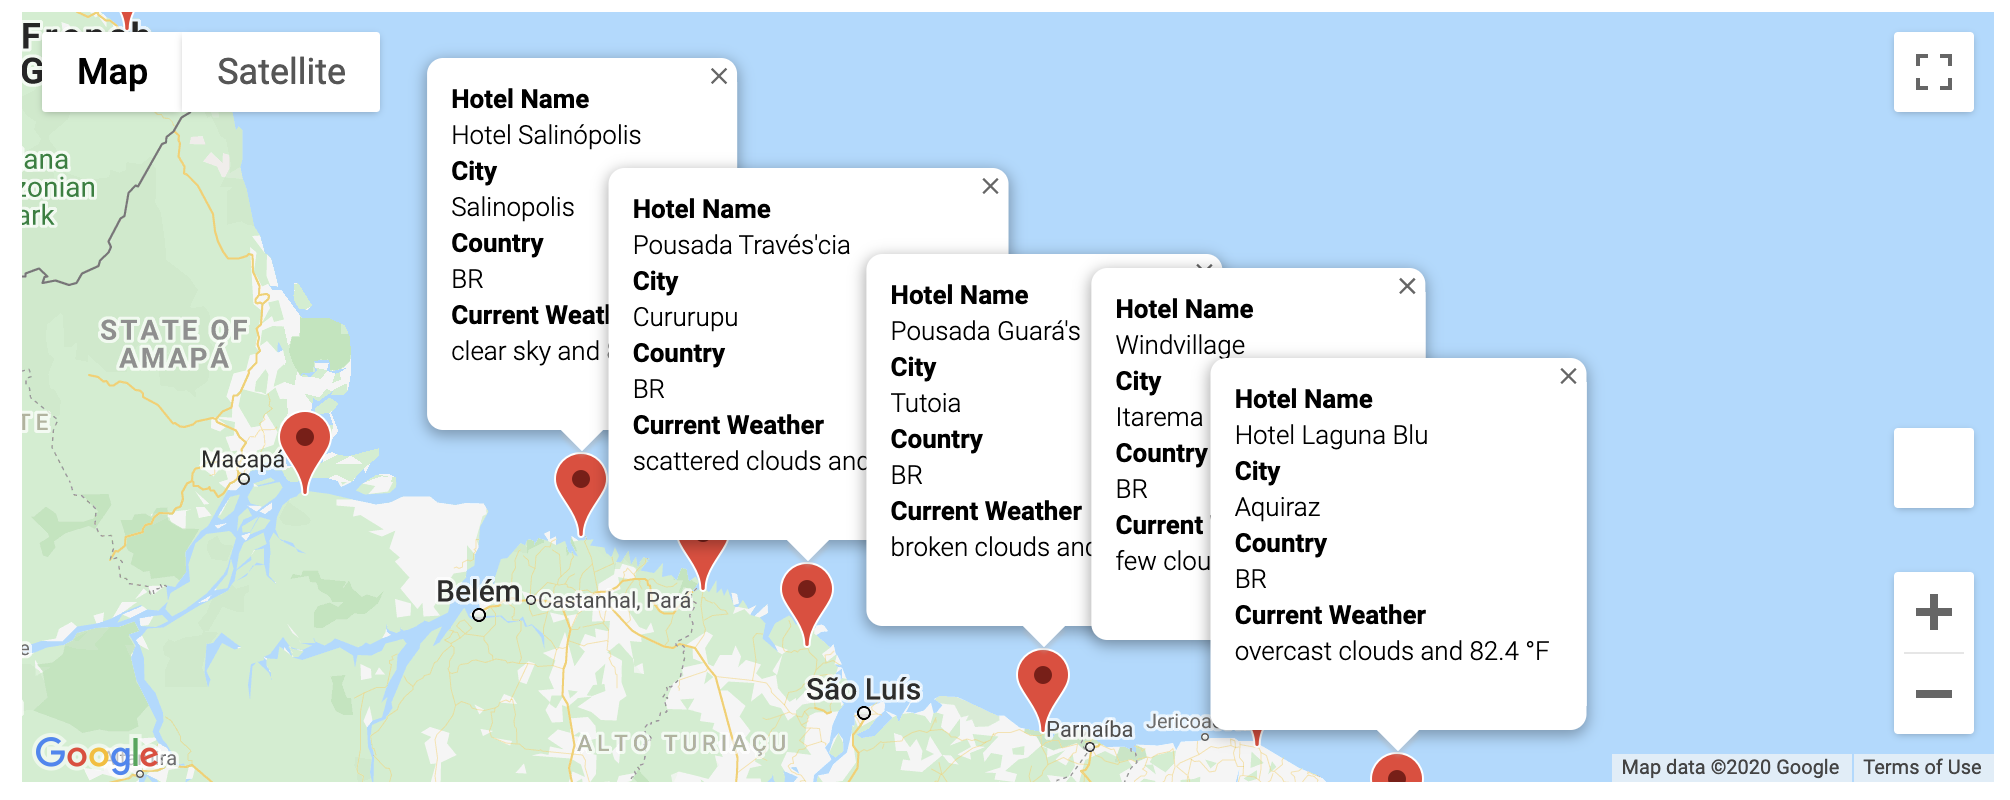 French
G
Map
Satellite
ana
zonian
ark
STATE OF
AMAPÁ
TE
Macapá
Belém
Castanhal, Pará
São Luís
ALTO TURIAÇU
Parnaíba
Jericoa
Hotel Name
Hotel Salinópolis
City
Salinopolis
Country
BR
Current Weath
clear sky and
Hotel Name
Pousada Través'cia
City
Cururupu
Country
BR
Current Weather
scattered clouds and
Hotel Name
Pousada Guará's
City
Tutoia
Country
BR
Current Weather
broken clouds and
Hotel Name
Windvillage
City
Itarema
Country
BR
Current
few clou
Hotel Name
Hotel Laguna Blu
City
Aquiraz
Country
BR
Current Weather
overcast clouds and 82.4 °F
Google
Map data ©2020 Google
Terms of Use